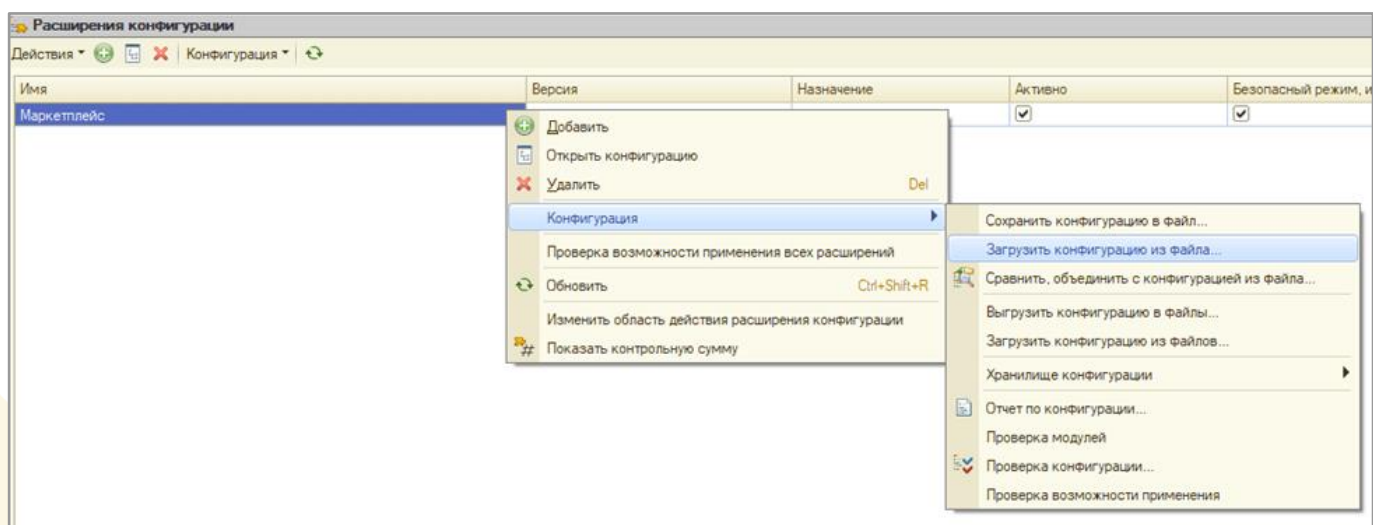 Расширения конфигурации
Действия Конфигурация
Имя Версия Назначение Активно Безопасный режим, и
Маркетплейс
Добавить
Открыть конфигурацию
Удалить Del
Конфигурация
Проверка возможности применения всех расширений
Обновить Ctrl+Shift+R
Изменить область действия расширения конфигурации
Показать контрольную сумму
Сохранить конфигурацию в файл...
Загрузить конфигурацию из файла...
Сравнить, объединить с конфигурацией из файла...
Выгрузить конфигурацию в файлы...
Загрузить конфигурацию из файлов...
Хранилище конфигурации
Отчет по конфигурации...
Проверка модулей
Проверка конфигурации...
Проверка возможности применения